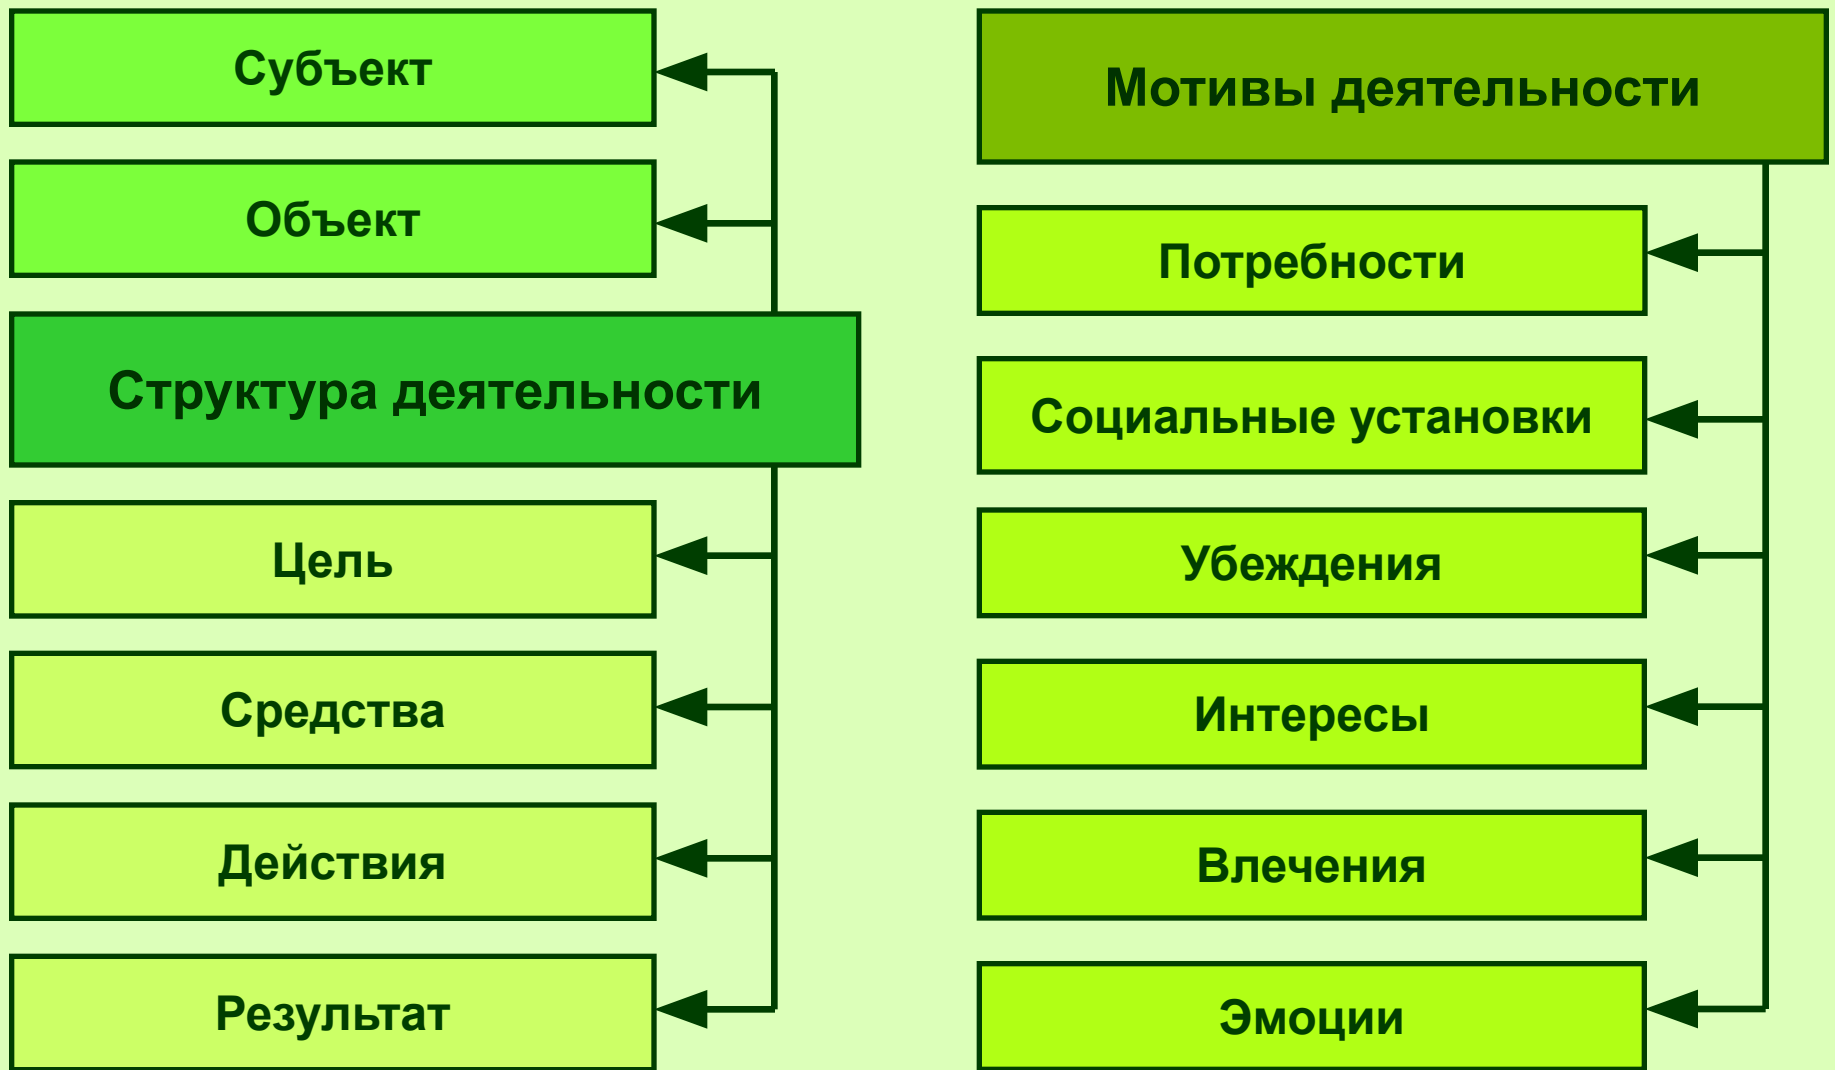 Субъект
Объект
Структура деятельности
Цель
Средства
Действия
Результат
Мотивы деятельности
Потребности
Социальные установки
Убеждения
Интересы
Влечения
Эмоции